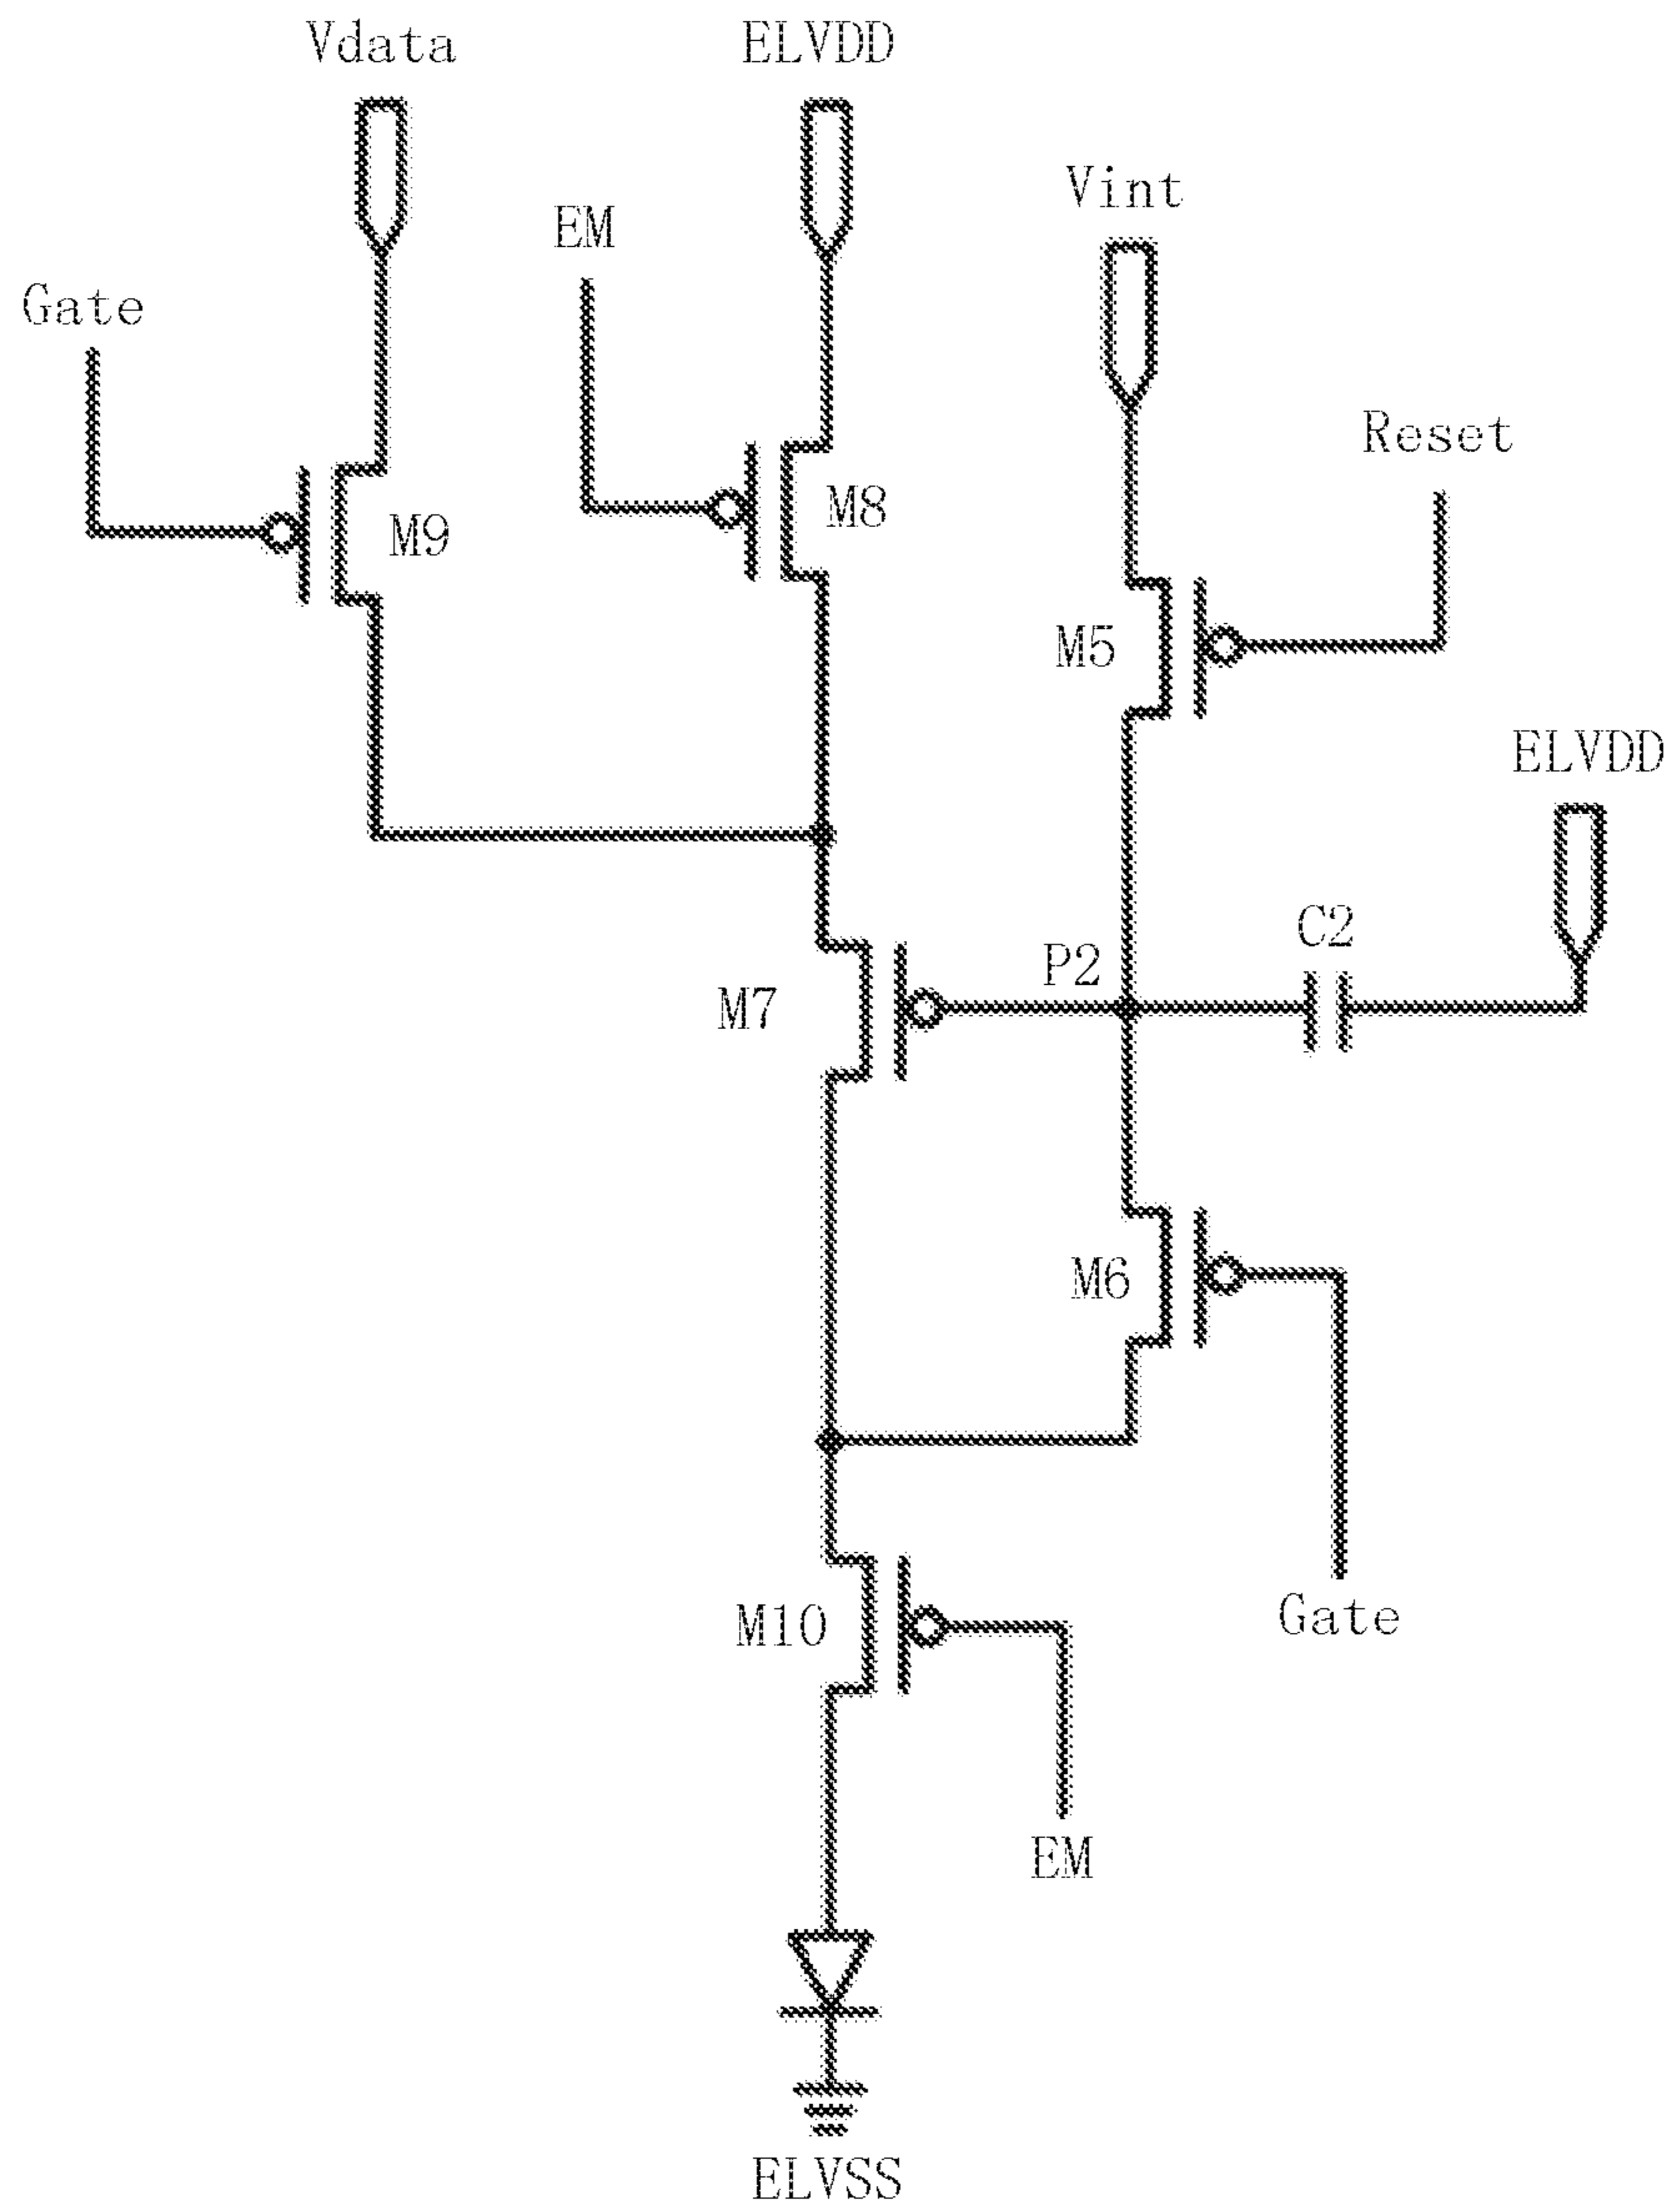 Vdata
ELVDD
Vint
EM
Gate
Reset
M9
M8
M5
ELVDD
C2
P2
M7
M6
M10
Gate
EM
ELVSS